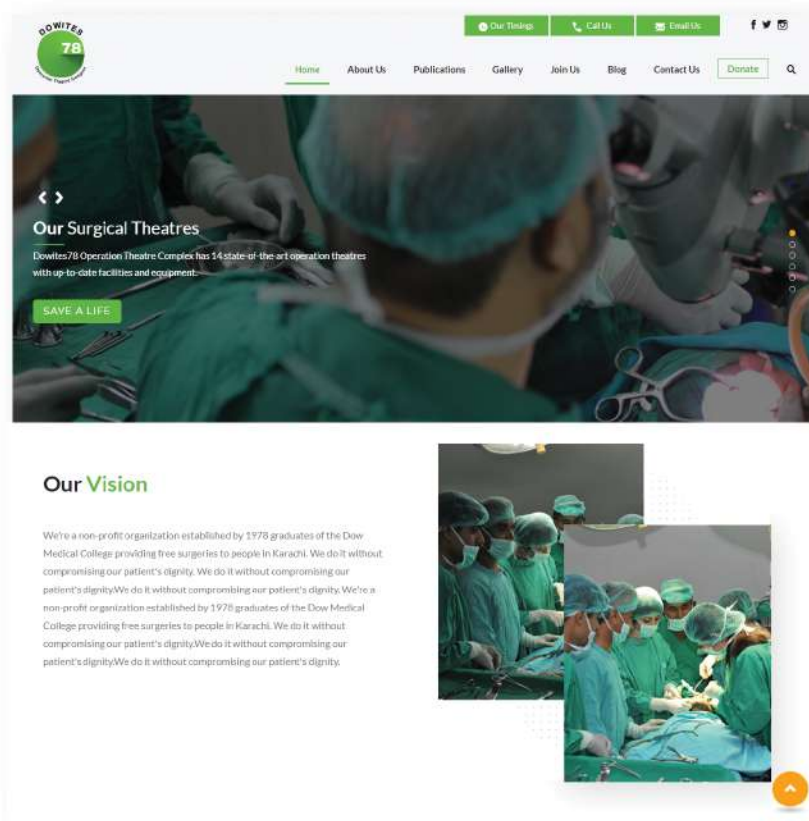 DOWITES
78
Our Timings
Call Us
Email Us
Home
About Us
Publications
Gallery
Join Us
Blog
Contact Us
Donate
Our Surgical Theatres
Dowites78 Operation Theatre Complex has 14 state-of-the-art operation theatres
with up-to-date facilities and equipment.
SAVE A LIFE
Our Vision
We're a non-profit organization established by 1978 graduates of the Dow
Medical College providing free surgeries to people in Karachi. We do it without
compromising our patient's dignity. We do it without compromising our
patient's dignity.We do it without compromising our patient's dignity. We're a
non-profit organization established by 1978 graduates of the Dow Medical
College providing free surgeries to people in Karachi. We do it without
compromising our patient's dignity.We do it without compromising our
patient's dignity.We do it without compromising our patient's dignity.